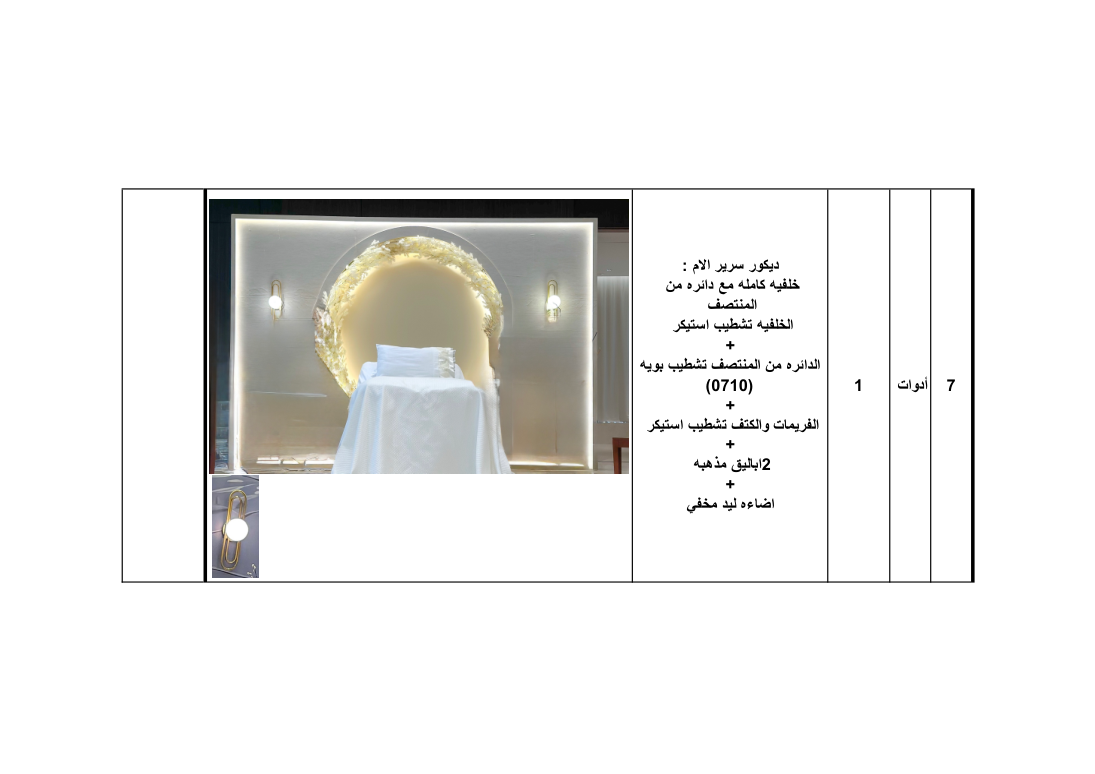 7
أدوات
1
ديكور سرير الام :
خلفيه كامله مع دائره من
المنتصف
الخلفيه تشطيب استيكر
+
الدائره من المنتصف تشطيب بويه
(0710)
+
الفريمات والكتف تشطيب استيكر
+
2اباليق مذهبه
+
اضاءه ليد مخفي